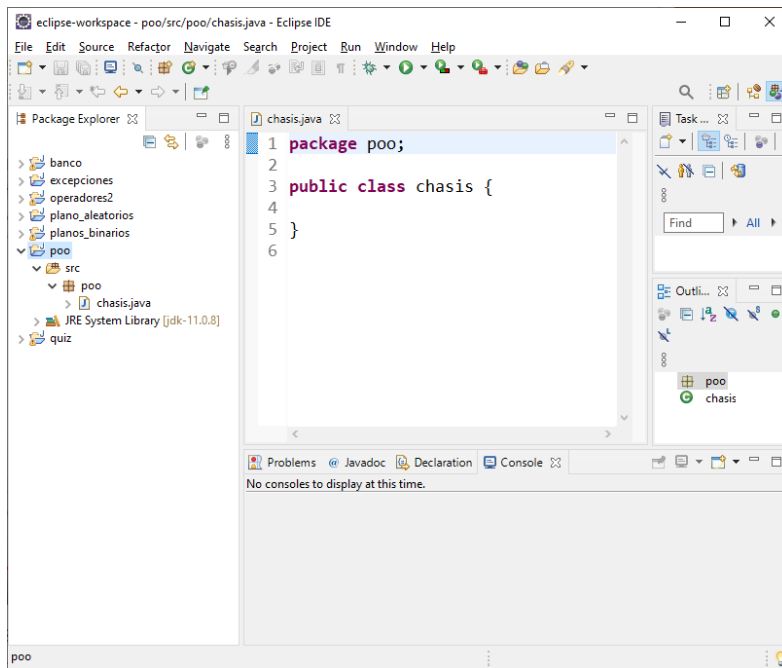 eclipse-workspace - poo/src/poo/chasis.java - Eclipse IDE
File Edit Source Refactor Navigate Search Project Run Window Help
Package Explorer
banco
excepciones
operadores2
plano_aleatorios
planos_binarios
poo
src
poo
chasis.java
JRE System Library [jdk-11.0.8]
quiz
chasis.java
1 package poo;
2
3 public class chasis {
4
5 }
6
Task ...
Find All
Outli...
poo
chasis
Problems @ Javadoc Declaration Console
No consoles to display at this time.
poo